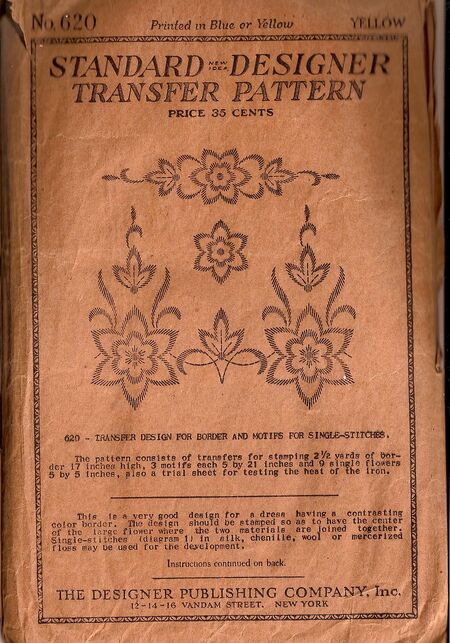 No. 620 Printed in Blue or Yellow YELLOW
STANDARD NEW IDEA DESIGNER
TRANSFER PATTERN
PRICE 35 CENTS
620 - TRANSFER DESIGN FOR BORDER AND MOTIFS FOR SINGLE-STITCHES.
The pattern consists of transfers for stamping 2½ yards of bor-
der 17 inches high, 3 motifs each 5 by 21 inches and 9 single flowers
5 by 5 inches, also a trial sheet for testing the heat of the iron.
This is a very good design for a dress having a contrasting
color border. The design should be stamped so as to have the center
of the large flower where the two materials are joined together.
Single-stitches (diagram 1) in silk, chenille, wool or mercerized
floss may be used for the development.
Instructions continued on back.
THE DESIGNER PUBLISHING COMPANY, Inc.
12-14-16 VANDAM STREET. NEW YORK